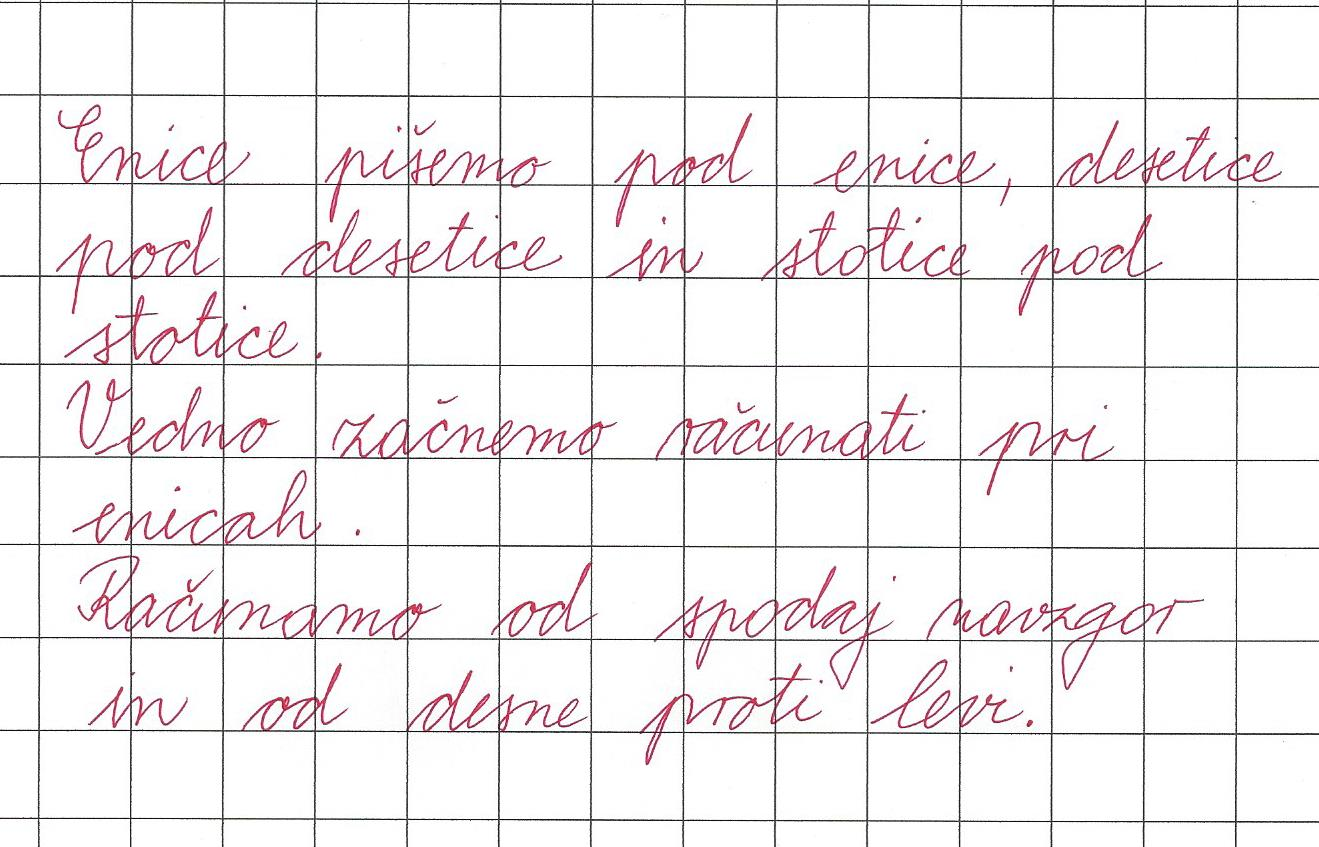 Enice pišemo pod enice, desetice
pod desetice in stotice pod
stotice.
Vedno začnemo računati pri
enicah.
Računamo od spodaj navzgor
in od desne proti levi.